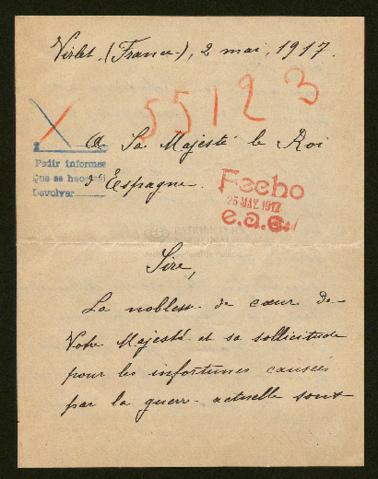 Virlet, (France), 2 mai, 1917.
55123
A Sa Majesté le Roi
Pedir informes
Que se haga
Devolver
d'Espagne.
Fecho
25 MAY. 1917
e.a.e.
Sire,
La noblesse de cœur de
Votre Majesté et sa sollicitude
pour les infortunes causées
par la guerre actuelle sont